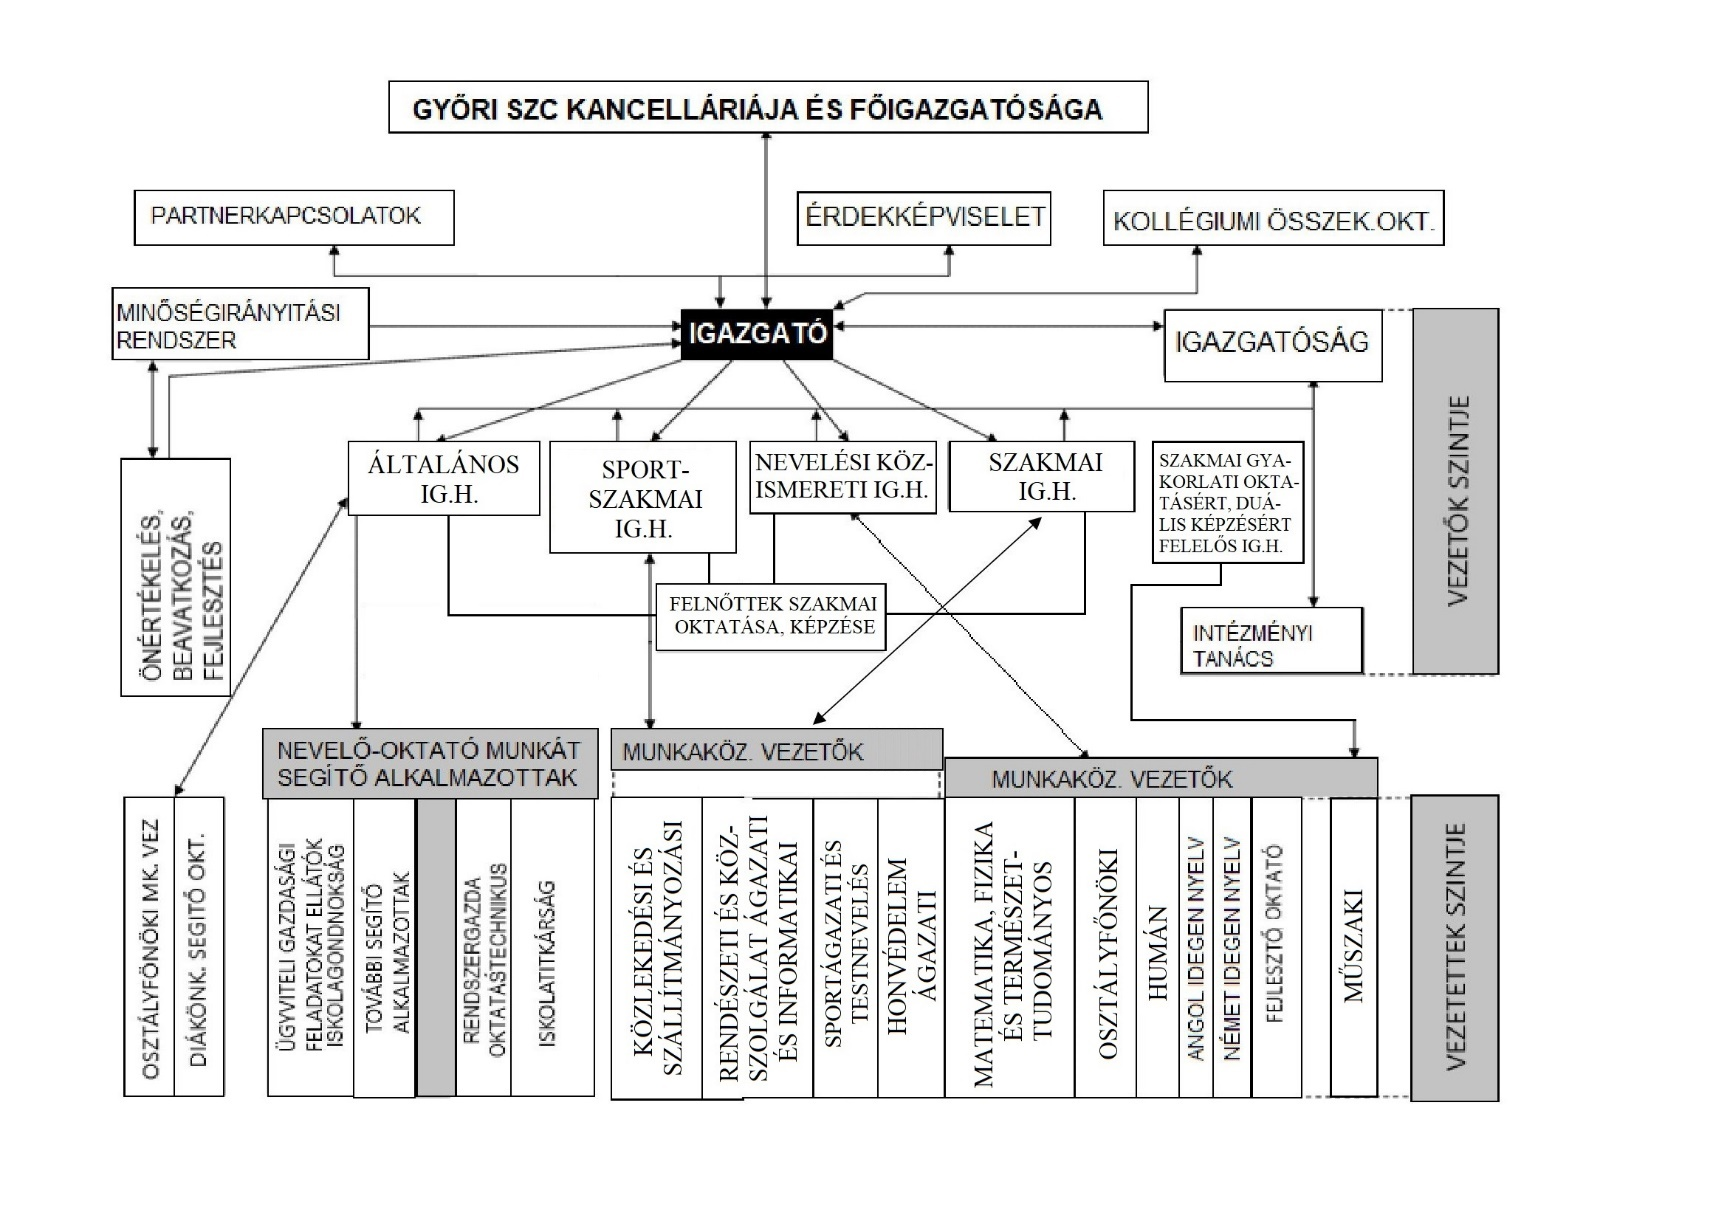 GYŐRI SZC KANCELLÁRIÁJA ÉS FŐIGAZGATÓSÁGA
PARTNERKAPCSOLATOK
ÉRDEKKÉPVISELET
KOLLÉGIUMI ÖSSZEK.OKT.
MINŐSÉGIRÁNYITÁSI
RENDSZER
IGAZGATÓ
IGAZGATÓSÁG
VEZETŐK SZINTJE
ÖNÉRTÉKELÉS,
BEAVATKOZÁS,
FEJLESZTÉS
ÁLTALÁNOS
IG.H.
SPORT-
SZAKMAI
IG.H.
NEVELÉSI KÖZ-
ISMERETI IG.H.
SZAKMAI
IG.H.
SZAKMAI GYA-
KORLATI OKTA-
TÁSÉRT, DUÁ-
LIS KÉPZÉSÉRT
FELELŐS IG.H.
FELNŐTTEK SZAKMAI
OKTATÁSA, KÉPZÉSE
INTÉZMÉNYI
TANÁCS
NEVELŐ-OKTATÓ MUNKÁT
SEGÍTŐ ALKALMAZOTTAK
MUNKAKÖZ. VEZETŐK
MUNKAKÖZ. VEZETŐK
OSZTÁLYFÖNÖKI MK. VEZ
DIÁKÖNK. SEGITŐ OKT.
ÜGYVITELI GAZDASÁGI
FELADATOKAT ELLÁTÓK
ISKOLAGONDNOKSÁG
TOVÁBBI SEGÍTŐ
ALKALMAZOTTAK
RENDSZERGAZDA
OKTATÁSTECHNIKUS
ISKOLATITKÁRSÁG
KÖZLEKEDÉSI ÉS
SZÁLLÍTMÁNYOZÁSI
RENDÉSZETI ÉS KÖZ-
SZOLGÁLAT ÁGAZATI
ÉS INFORMATIKAI
SPORTÁGAZATI ÉS
TESTNEVELÉS
HONVÉDELEM
ÁGAZATI
MATEMATIKA, FIZIKA
ÉS TERMÉSZET-
TUDOMÁNYOS
OSZTÁLYFŐNÖKI
HUMÁN
ANGOL IDEGEN NYELV
NÉMET IDEGEN NYELV
FEJLESZTŐ OKTATÓ
MŰSZAKI
VEZETETTEK SZINTJE